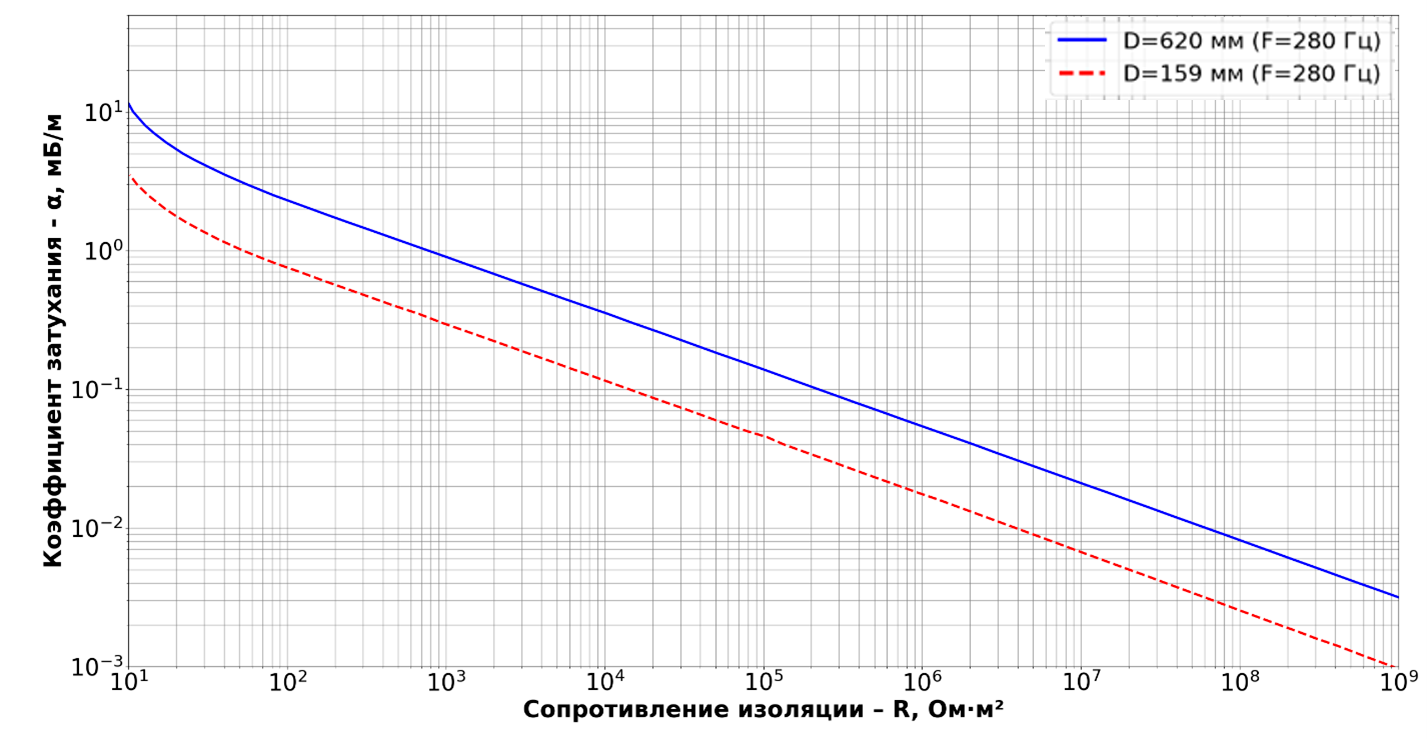 D=620 мм (F=280 Гц)
D=159 мм (F=280 Гц)
Коэффициент затухания - α, мБ/м
10¹
10⁰
10⁻¹
10⁻²
10⁻³
10¹ 10² 10³ 10⁴ 10⁵ 10⁶ 10⁷ 10⁸ 10⁹
Сопротивление изоляции – R, Ом·м²